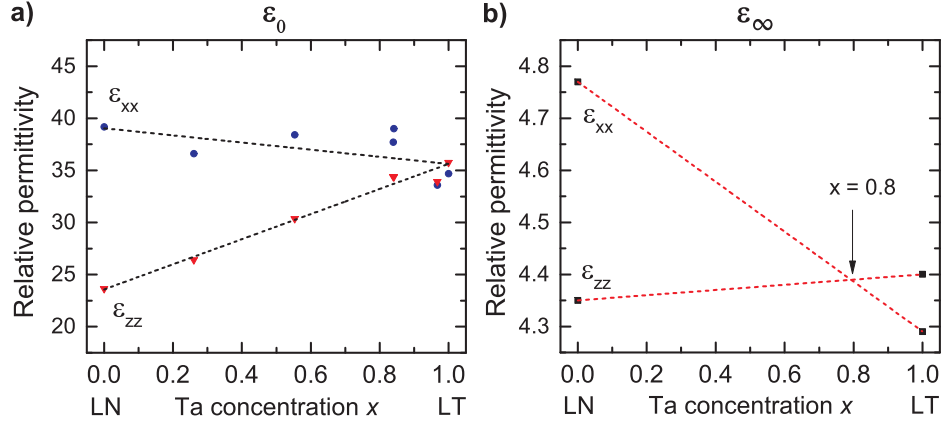 a)
ε₀
Relative permittivity
45
40
35
30
25
20
εₓₓ
ε_zz
0.0 0.2 0.4 0.6 0.8 1.0
LN Ta concentration x LT
b)
ε∞
Relative permittivity
4.8
4.7
4.6
4.5
4.4
4.3
εₓₓ
x = 0.8
ε_zz
0.0 0.2 0.4 0.6 0.8 1.0
LN Ta concentration x LT